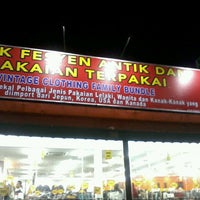 K FESYEN ANTIK DAN
AKAIAN TERPAKAI
VINTAGE CLOTHING FAMILY BUNDLE
ekal Pelbagai Jenis Pakaian Lelaki, Wanita dan Kanak-Kanak yang
diimport dari Jepun, Korea, USA dan Kanada